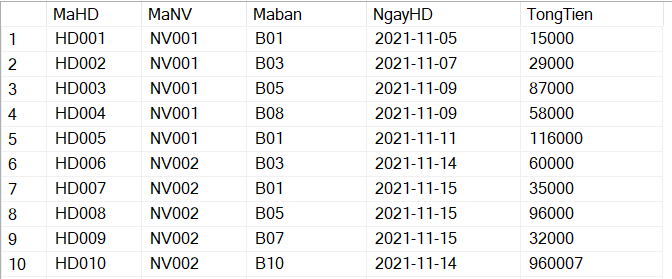 MaHD MaNV Maban NgayHD TongTien
1 HD001 NV001 B01 2021-11-05 15000
2 HD002 NV001 B03 2021-11-07 29000
3 HD003 NV001 B05 2021-11-09 87000
4 HD004 NV001 B08 2021-11-09 58000
5 HD005 NV001 B01 2021-11-11 116000
6 HD006 NV002 B03 2021-11-14 60000
7 HD007 NV002 B01 2021-11-15 35000
8 HD008 NV002 B05 2021-11-15 96000
9 HD009 NV002 B07 2021-11-15 32000
10 HD010 NV002 B10 2021-11-14 960007